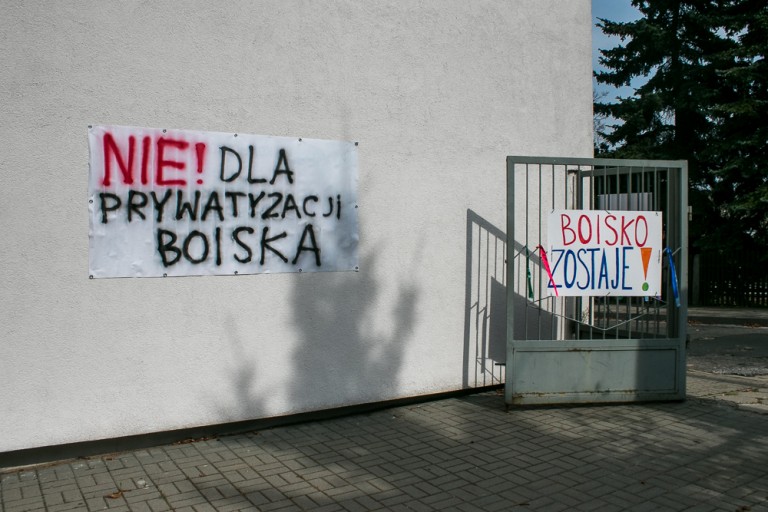 NIE! DLA
PRYWATYZACJI
BOISKA
BOISKO
ZOSTAJE!